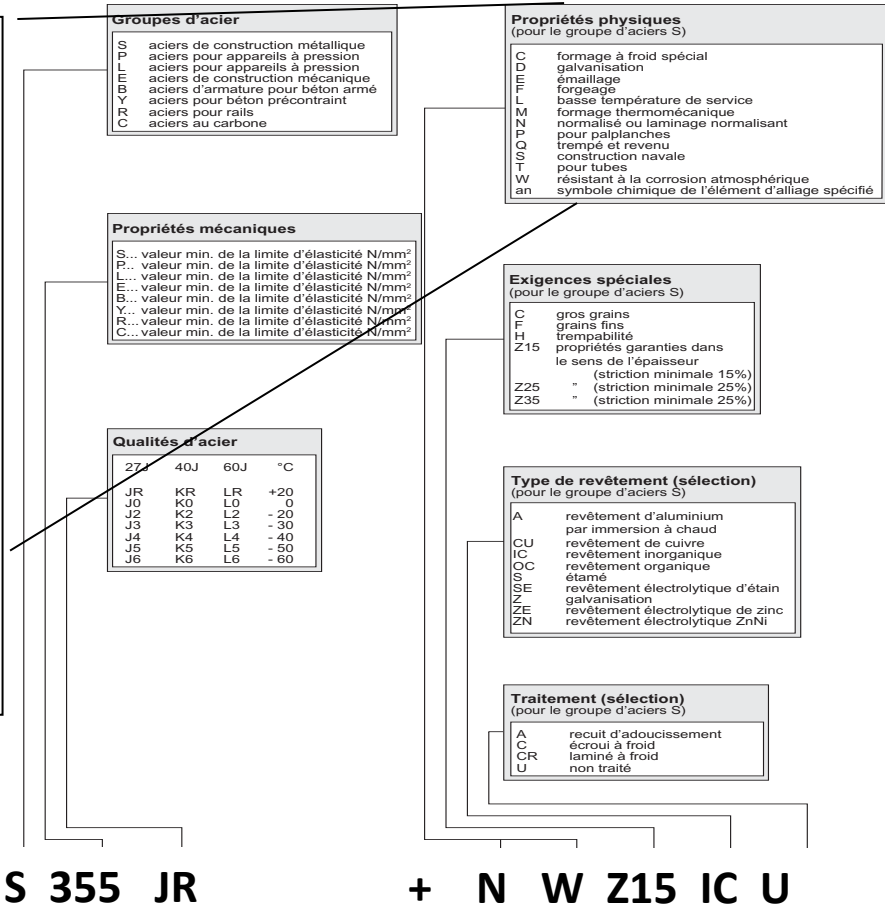 Groupes d'acier
S aciers de construction métallique
P aciers pour appareils à pression
L aciers pour appareils à pression
E aciers de construction mécanique
B aciers d'armature pour béton armé
Y aciers pour béton précontraint
R aciers pour rails
C aciers au carbone
Propriétés mécaniques
S... valeur min. de la limite d'élasticité N/mm²
P... valeur min. de la limite d'élasticité N/mm²
L... valeur min. de la limite d'élasticité N/mm²
E... valeur min. de la limite d'élasticité N/mm²
B... valeur min. de la limite d'élasticité N/mm²
Y... valeur min. de la limite d'élasticité N/mm²
R... valeur min. de la limite d'élasticité N/mm²
C... valeur min. de la limite d'élasticité N/mm²
Qualités d'acier
27J 40J 60J °C
JR KR LR +20
J0 K0 L0 0
J2 K2 L2 - 20
J3 K3 L3 - 30
J4 K4 L4 - 40
J5 K5 L5 - 50
J6 K6 L6 - 60
Propriétés physiques
(pour le groupe d'aciers S)
C formage à froid spécial
D galvanisation
E émaillage
F forgeage
L basse température de service
M formage thermomécanique
N normalisé ou laminage normalisant
P pour palplanches
Q trempé et revenu
S construction navale
T pour tubes
W résistant à la corrosion atmosphérique
an symbole chimique de l'élément d'alliage spécifié
Exigences spéciales
(pour le groupe d'aciers S)
C gros grains
F grains fins
H trempabilité
Z15 propriétés garanties dans
le sens de l'épaisseur
(striction minimale 15%)
Z25 " (striction minimale 25%)
Z35 " (striction minimale 25%)
Type de revêtement (sélection)
(pour le groupe d'aciers S)
A revêtement d'aluminium
par immersion à chaud
CU revêtement de cuivre
IC revêtement inorganique
OC revêtement organique
S étamé
SE revêtement électrolytique d'étain
Z galvanisation
ZE revêtement électrolytique de zinc
ZN revêtement électrolytique ZnNi
Traitement (sélection)
(pour le groupe d'aciers S)
A recuit d'adoucissement
C écroui à froid
CR laminé à froid
U non traité
S 355 JR + N W Z15 IC U